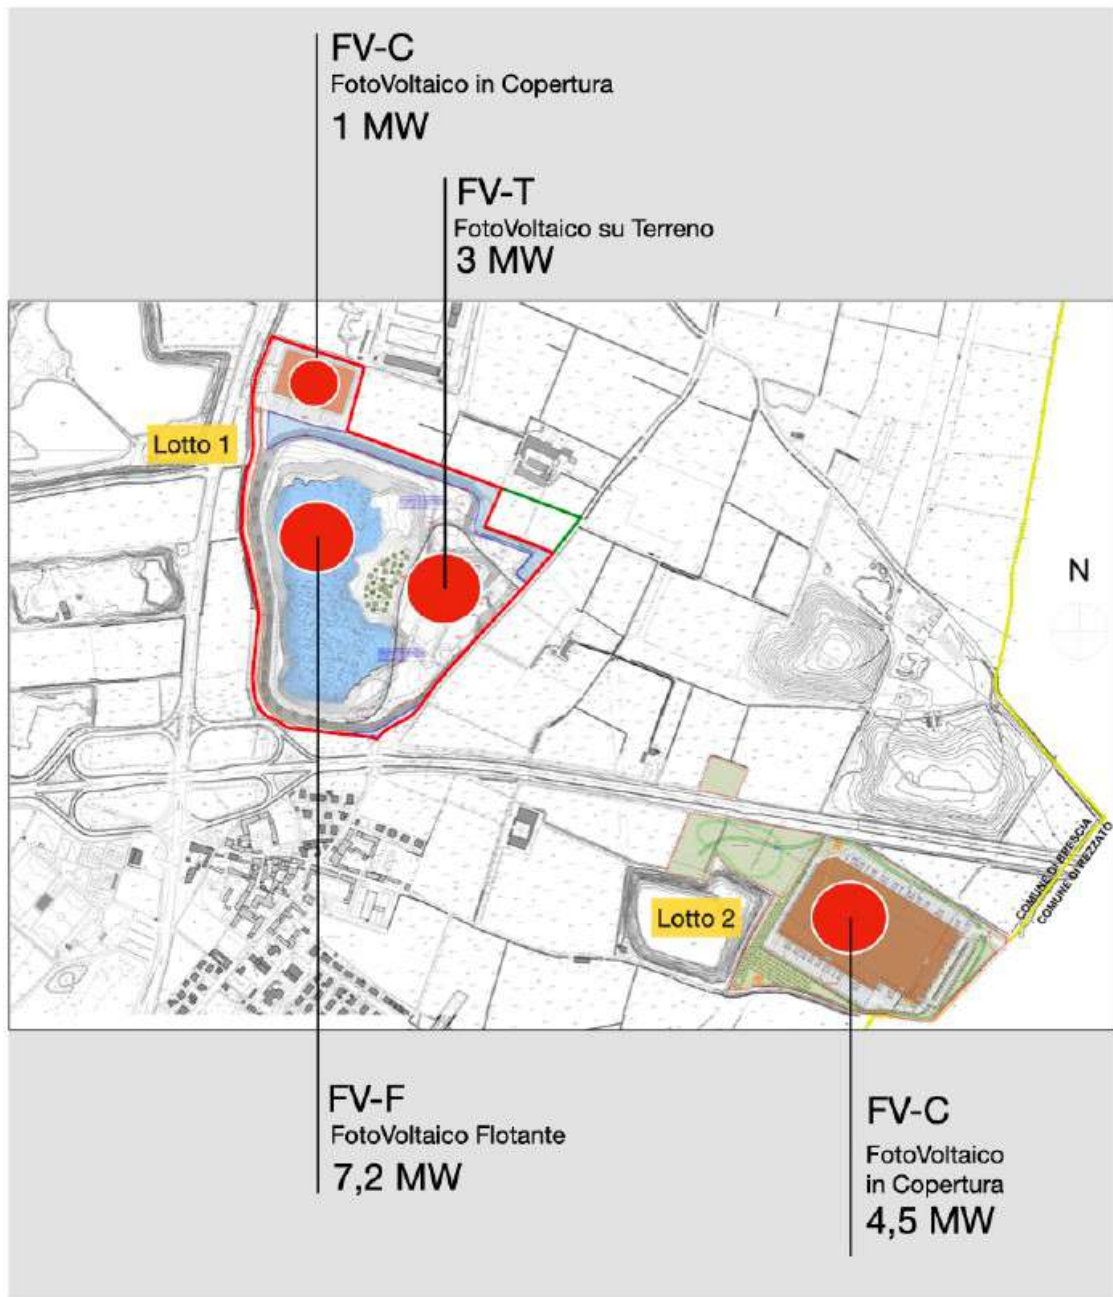 FV-C
FotoVoltaico in Copertura
1 MW
FV-T
FotoVoltaico su Terreno
3 MW
Lotto 1
N
COMUNE DI BRESCIA
COMUNE DI REZZATO
Lotto 2
FV-F
FotoVoltaico Flotante
7,2 MW
FV-C
FotoVoltaico
in Copertura
4,5 MW